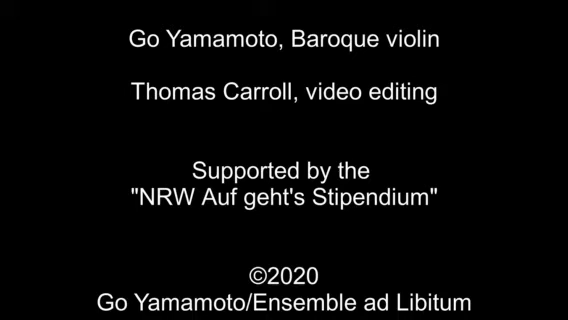 Go Yamamoto, Baroque violin
Thomas Carroll, video editing
Supported by the
"NRW Auf geht's Stipendium"
©2020
Go Yamamoto/Ensemble ad Libitum